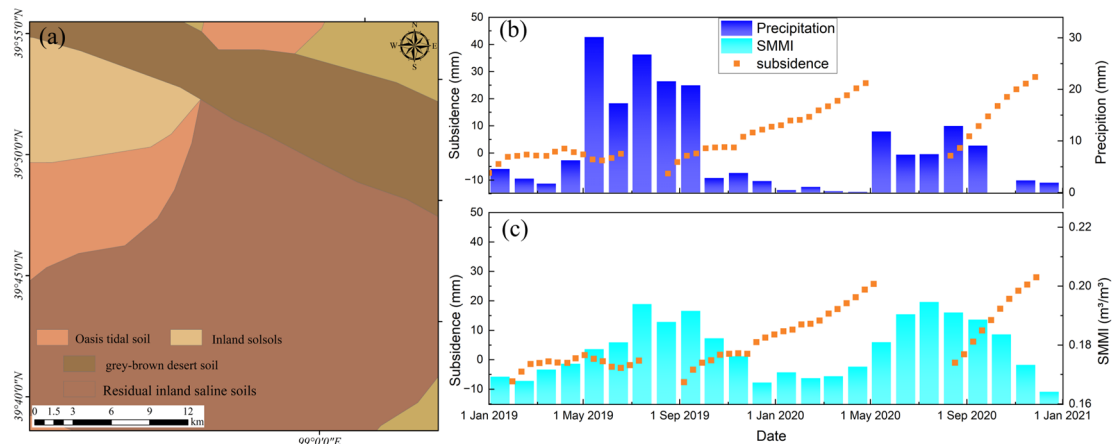 (a)
N
W E
S
39°55'0"N
39°50'0"N
39°45'0"N
39°40'0"N
Oasis tidal soil
Inland solsols
grey-brown desert soil
Residual inland saline soils
0 1.5 3 6 9 12
km
99°0'0"E
(b)
Precipitation
SMMI
subsidence
Subsidence (mm)
50
40
30
20
10
0
-10
Precipition (mm)
30
20
10
0
(c)
Subsidence (mm)
50
40
30
20
10
0
-10
SMMI (m³/m³)
0.22
0.20
0.18
0.16
1 Jan 2019 1 May 2019 1 Sep 2019 1 Jan 2020 1 May 2020 1 Sep 2020 1 Jan 2021
Date